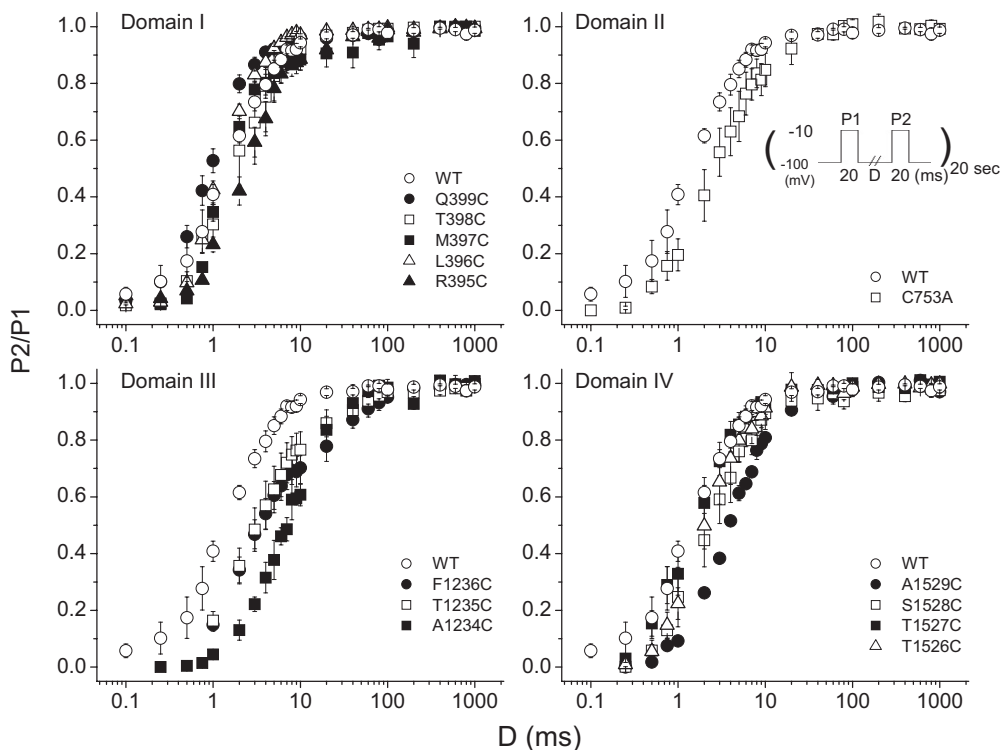 Domain I
1.0
0.8
0.6
0.4
0.2
0.0
0.1 1 10 100 1000
WT
Q399C
T398C
M397C
L396C
R395C
Domain II
1.0
0.8
0.6
0.4
0.2
0.0
0.1 1 10 100 1000
P1 P2
-10
-100
(mV)
20 D 20 (ms)
( ) 20 sec
WT
C753A
P2/P1
Domain III
1.0
0.8
0.6
0.4
0.2
0.0
0.1 1 10 100 1000
WT
F1236C
T1235C
A1234C
Domain IV
1.0
0.8
0.6
0.4
0.2
0.0
0.1 1 10 100 1000
WT
A1529C
S1528C
T1527C
T1526C
D (ms)